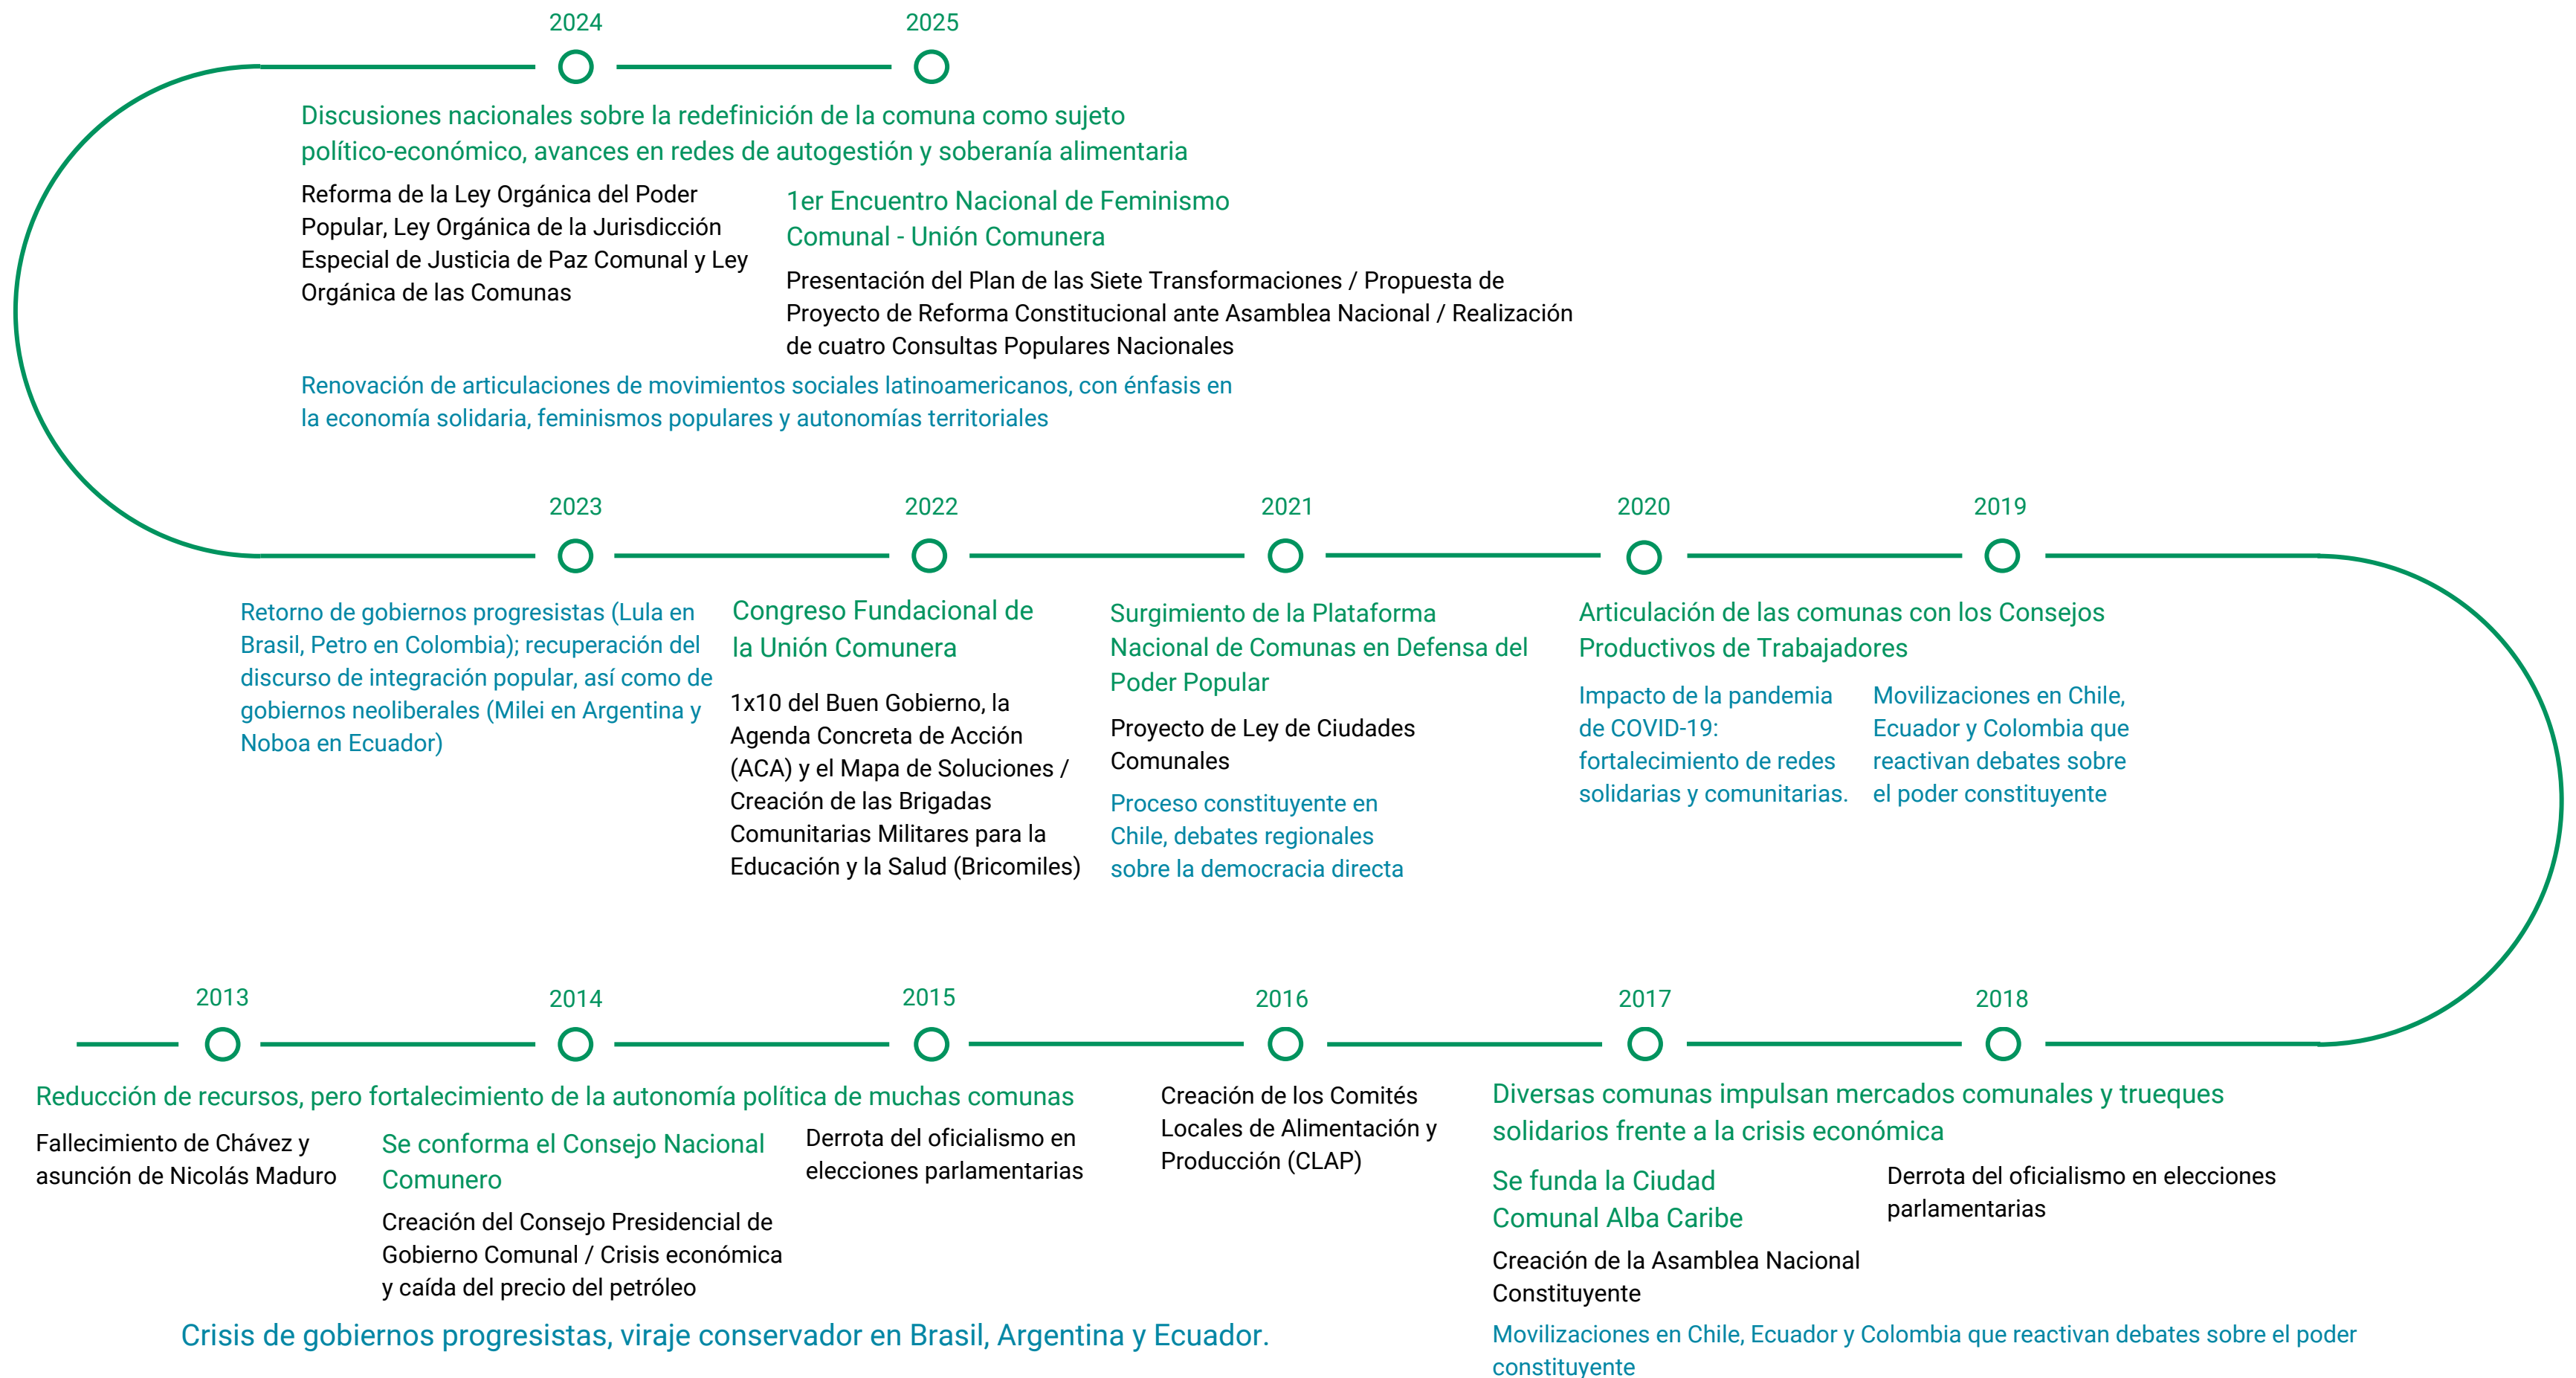 2024
2025
Discusiones nacionales sobre la redefinición de la comuna como sujeto
político-económico, avances en redes de autogestión y soberanía alimentaria
Reforma de la Ley Orgánica del Poder
Popular, Ley Orgánica de la Jurisdicción
Especial de Justicia de Paz Comunal y Ley
Orgánica de las Comunas
1er Encuentro Nacional de Feminismo
Comunal - Unión Comunera
Presentación del Plan de las Siete Transformaciones / Propuesta de
Proyecto de Reforma Constitucional ante Asamblea Nacional / Realización
de cuatro Consultas Populares Nacionales
Renovación de articulaciones de movimientos sociales latinoamericanos, con énfasis en
la economía solidaria, feminismos populares y autonomías territoriales
2023
2022
2021
2020
2019
Retorno de gobiernos progresistas (Lula en
Brasil, Petro en Colombia); recuperación del
discurso de integración popular, así como de
gobiernos neoliberales (Milei en Argentina y
Noboa en Ecuador)
Congreso Fundacional de
la Unión Comunera
1x10 del Buen Gobierno, la
Agenda Concreta de Acción
(ACA) y el Mapa de Soluciones /
Creación de las Brigadas
Comunitarias Militares para la
Educación y la Salud (Bricomiles)
Surgimiento de la Plataforma
Nacional de Comunas en Defensa del
Poder Popular
Proyecto de Ley de Ciudades
Comunales
Proceso constituyente en
Chile, debates regionales
sobre la democracia directa
Articulación de las comunas con los Consejos
Productivos de Trabajadores
Impacto de la pandemia
de COVID-19:
fortalecimiento de redes
solidarias y comunitarias.
Movilizaciones en Chile,
Ecuador y Colombia que
reactivan debates sobre
el poder constituyente
2013
2014
2015
2016
2017
2018
Reducción de recursos, pero fortalecimiento de la autonomía política de muchas comunas
Fallecimiento de Chávez y
asunción de Nicolás Maduro
Se conforma el Consejo Nacional
Comunero
Creación del Consejo Presidencial de
Gobierno Comunal / Crisis económica
y caída del precio del petróleo
Derrota del oficialismo en
elecciones parlamentarias
Crisis de gobiernos progresistas, viraje conservador en Brasil, Argentina y Ecuador.
Creación de los Comités
Locales de Alimentación y
Producción (CLAP)
Diversas comunas impulsan mercados comunales y trueques
solidarios frente a la crisis económica
Se funda la Ciudad
Comunal Alba Caribe
Creación de la Asamblea Nacional
Constituyente
Derrota del oficialismo en elecciones
parlamentarias
Movilizaciones en Chile, Ecuador y Colombia que reactivan debates sobre el poder
constituyente